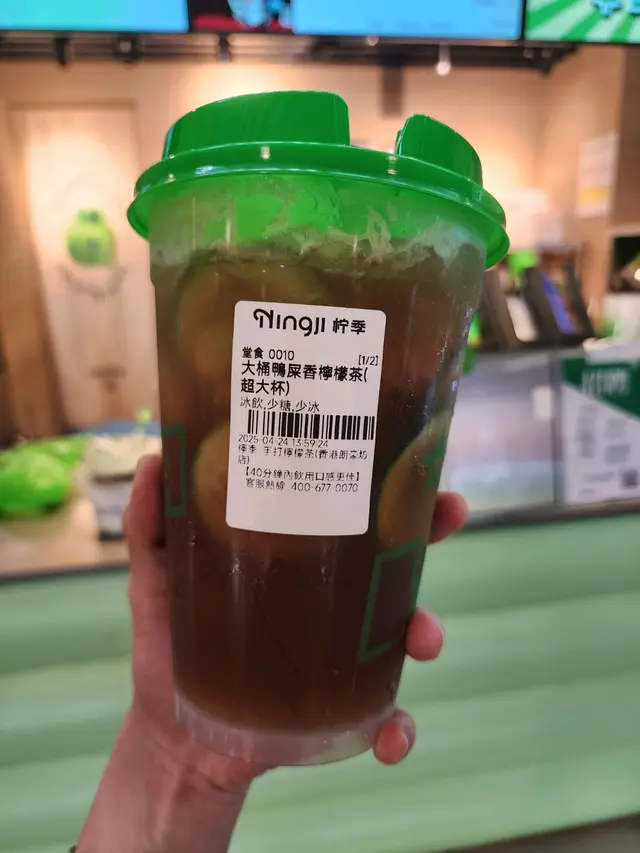 Ningji 柠季
堂食 0010 [1/2]
大桶鴨屎香檸檬茶(
超大杯)
冰飲,少糖,少冰
2025-04-24 13:59:24
檸季 手打檸檬茶(香港朗豪坊
店)
【40分鐘內飲用口感更佳】
客服熱線 400-677-0070